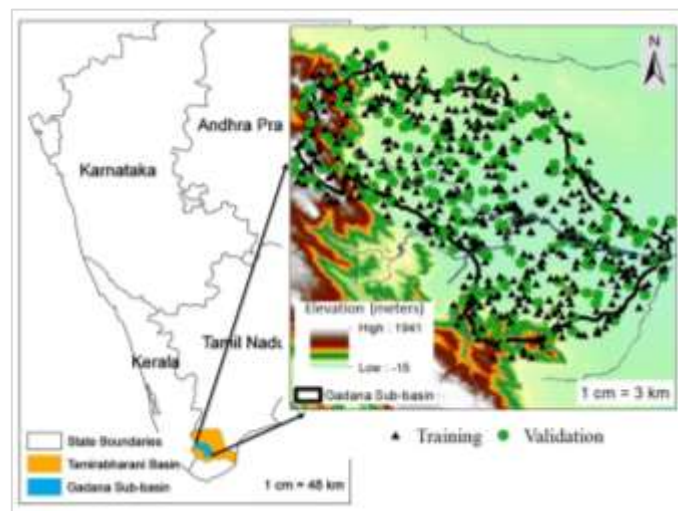 Karnataka
Andhra Pra
Kerala
Tamil Nadu
State Boundaries
Tamirabharani Basin
Gadana Sub-basin
1 cm = 48 km
N
Elevation (meters)
High : 1941
Low : -15
Gadana Sub-basin
1 cm = 3 km
Training
Validation